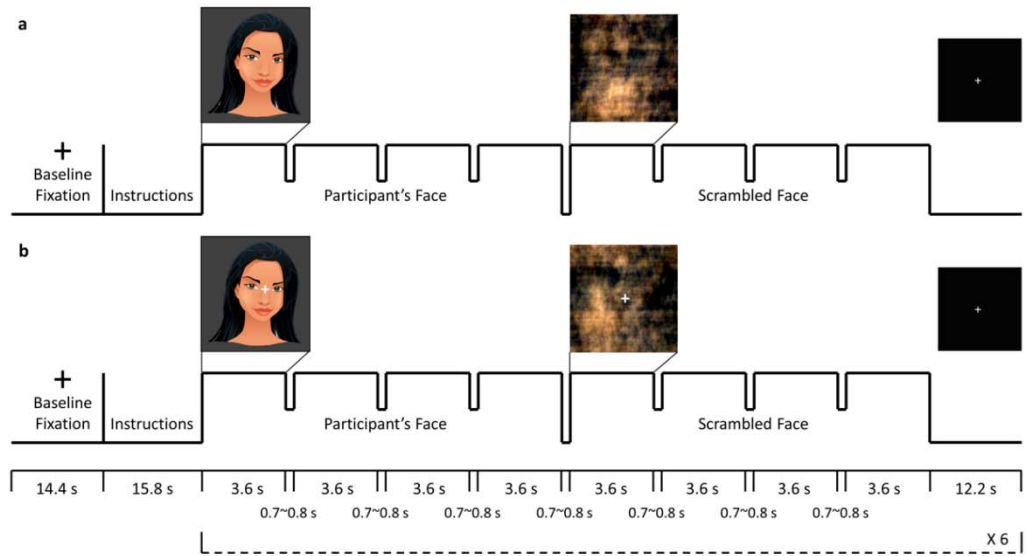 a
+
Baseline
Fixation
Instructions
Participant's Face
Scrambled Face
b
+
Baseline
Fixation
Instructions
Participant's Face
Scrambled Face
14.4 s 15.8 s 3.6 s 3.6 s 3.6 s 3.6 s 3.6 s 3.6 s 3.6 s 3.6 s 12.2 s
0.7~0.8 s 0.7~0.8 s 0.7~0.8 s 0.7~0.8 s 0.7~0.8 s 0.7~0.8 s 0.7~0.8 s
X 6